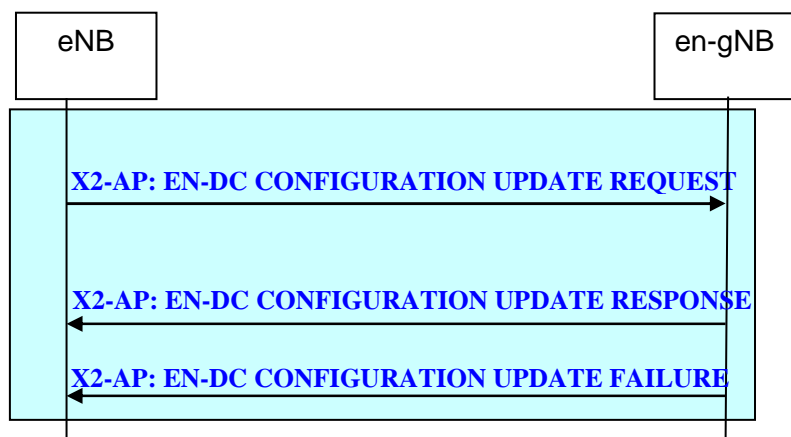 eNB
en-gNB
X2-AP: EN-DC CONFIGURATION UPDATE REQUEST
X2-AP: EN-DC CONFIGURATION UPDATE RESPONSE
X2-AP: EN-DC CONFIGURATION UPDATE FAILURE